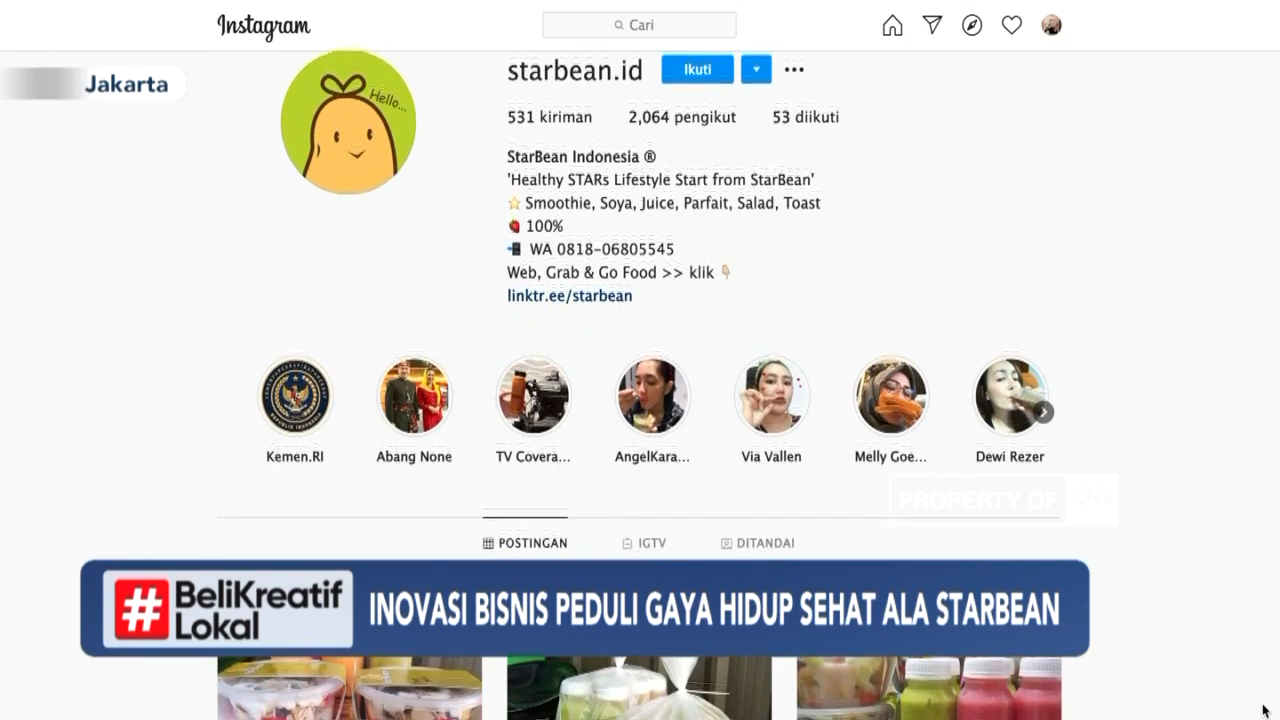 Instagram
Cari
Jakarta
Hello...
starbean.id
Ikuti
531 kiriman 2,064 pengikut 53 diikuti
StarBean Indonesia ®
'Healthy STARs Lifestyle Start from StarBean'
Smoothie, Soya, Juice, Parfait, Salad, Toast
100%
WA 0818-06805545
Web, Grab & Go Food >> klik
linktr.ee/starbean
Kemen.RI Abang None TV Covera... AngelKara... Via Vallen Melly Goe... Dewi Rezer
PROPERTY OF
POSTINGAN IGTV DITANDAI
# BeliKreatif
Lokal
INOVASI BISNIS PEDULI GAYA HIDUP SEHAT ALA STARBEAN